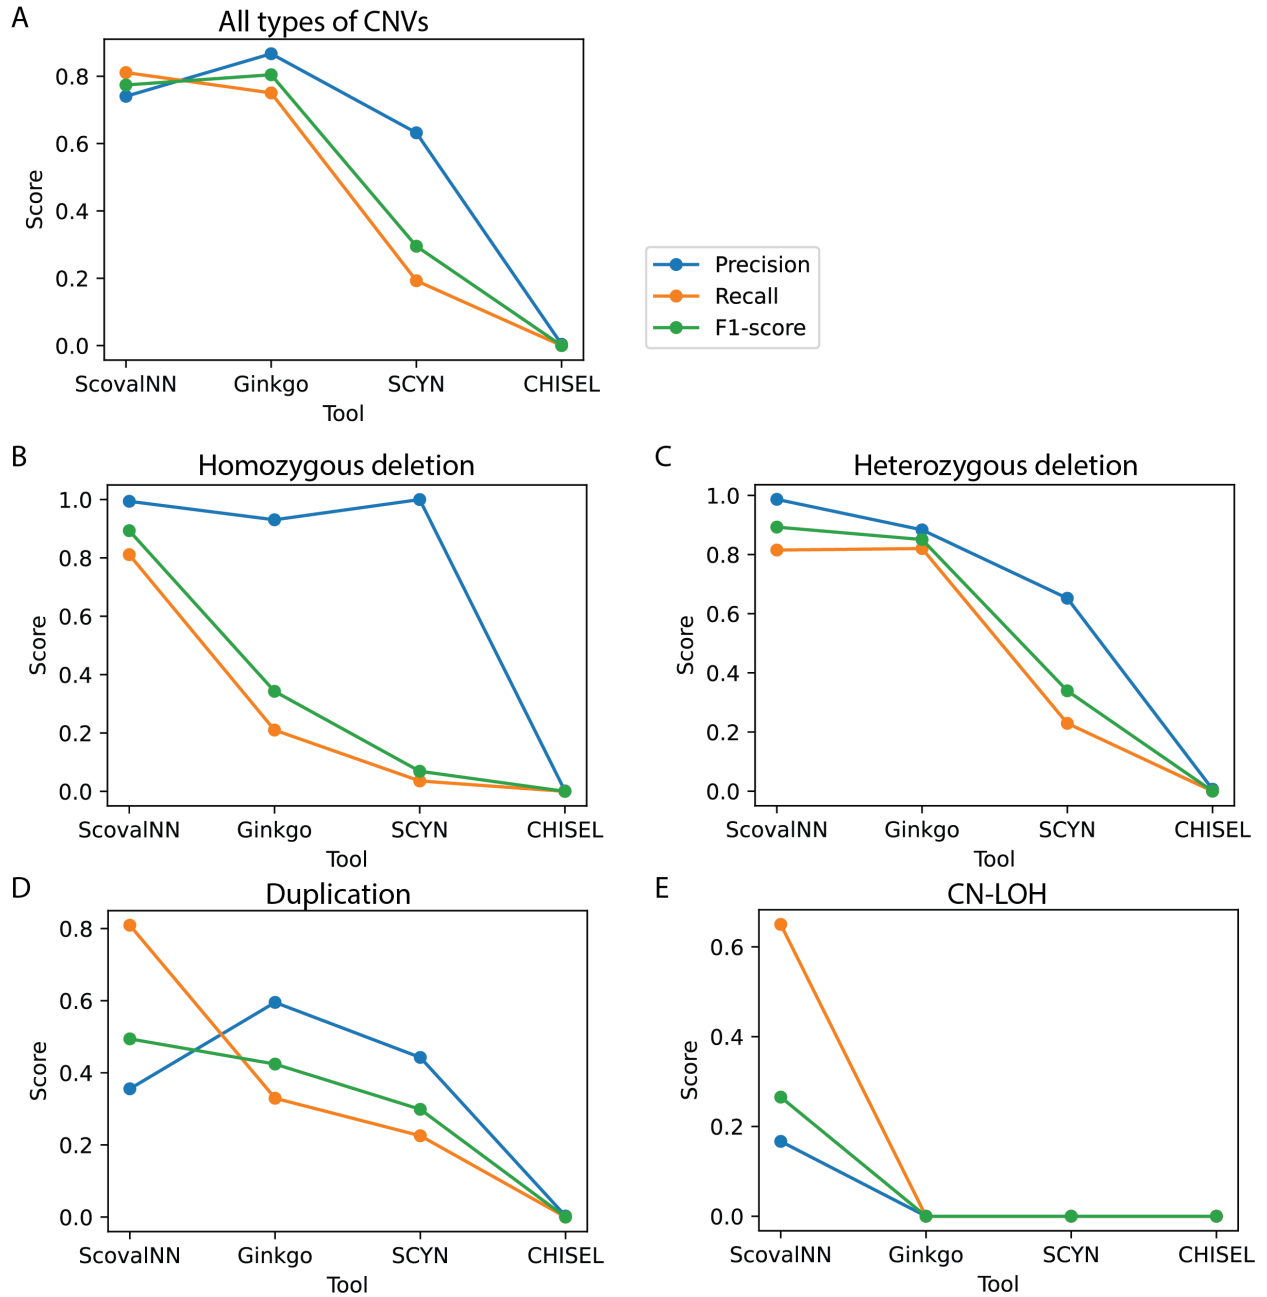 A
All types of CNVs
0.8
0.6
0.4
0.2
0.0
Score
ScovalNN Ginkgo SCYN CHISEL
Tool
Precision
Recall
F1-score
B
Homozygous deletion
1.0
0.8
0.6
0.4
0.2
0.0
Score
ScovalNN Ginkgo SCYN CHISEL
Tool
C
Heterozygous deletion
1.0
0.8
0.6
0.4
0.2
0.0
Score
ScovalNN Ginkgo SCYN CHISEL
Tool
D
Duplication
0.8
0.6
0.4
0.2
0.0
Score
ScovalNN Ginkgo SCYN CHISEL
Tool
E
CN-LOH
0.6
0.4
0.2
0.0
Score
ScovalNN Ginkgo SCYN CHISEL
Tool